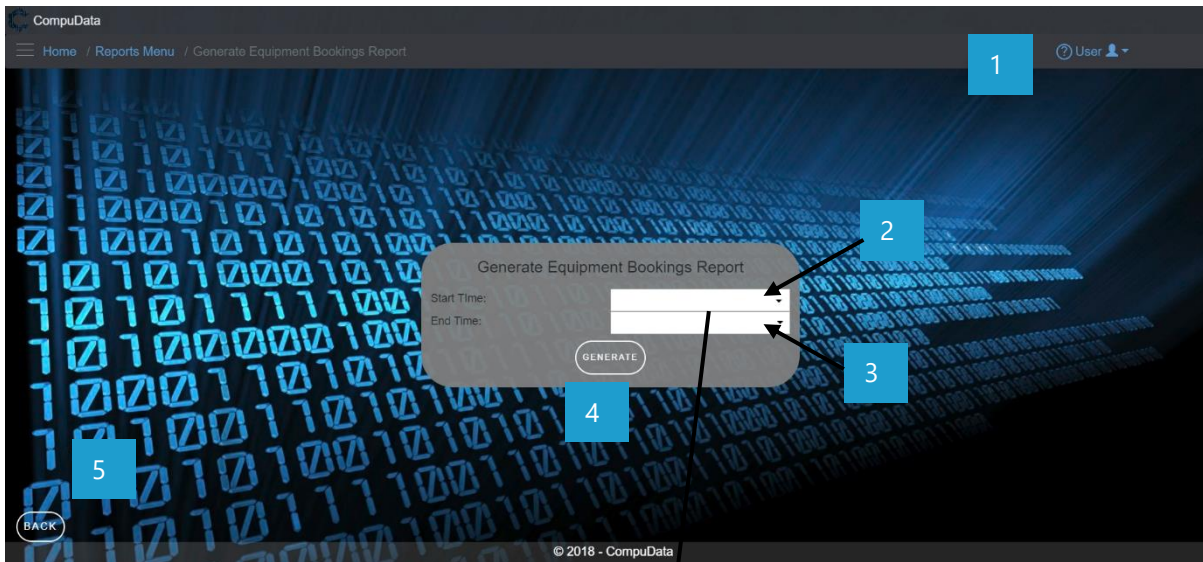 CompuData
Home / Reports Menu / Generate Equipment Bookings Report
? User
1
2
Generate Equipment Bookings Report
Start TIme:
End TIme:
GENERATE
3
4
5
BACK
© 2018 - CompuData